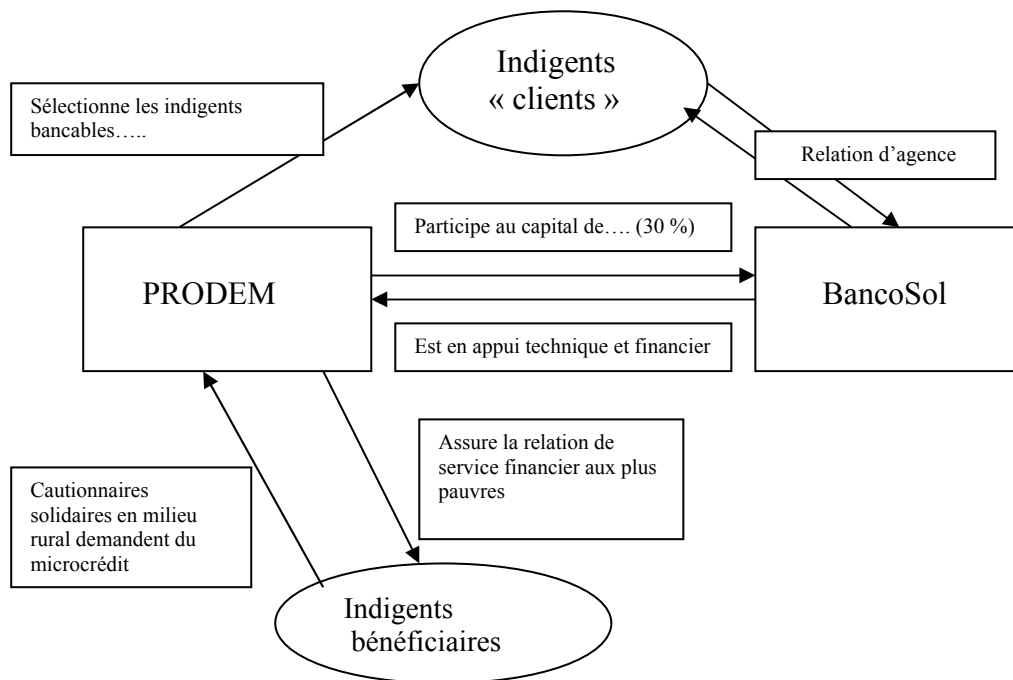 Indigents
« clients »
Sélectionne les indigents
bancables…..
Relation d’agence
Participe au capital de…. (30 %)
PRODEM
BancoSol
Est en appui technique et financier
Assure la relation de
service financier aux plus
pauvres
Cautionnaires
solidaires en milieu
rural demandent du
microcrédit
Indigents
bénéficiaires